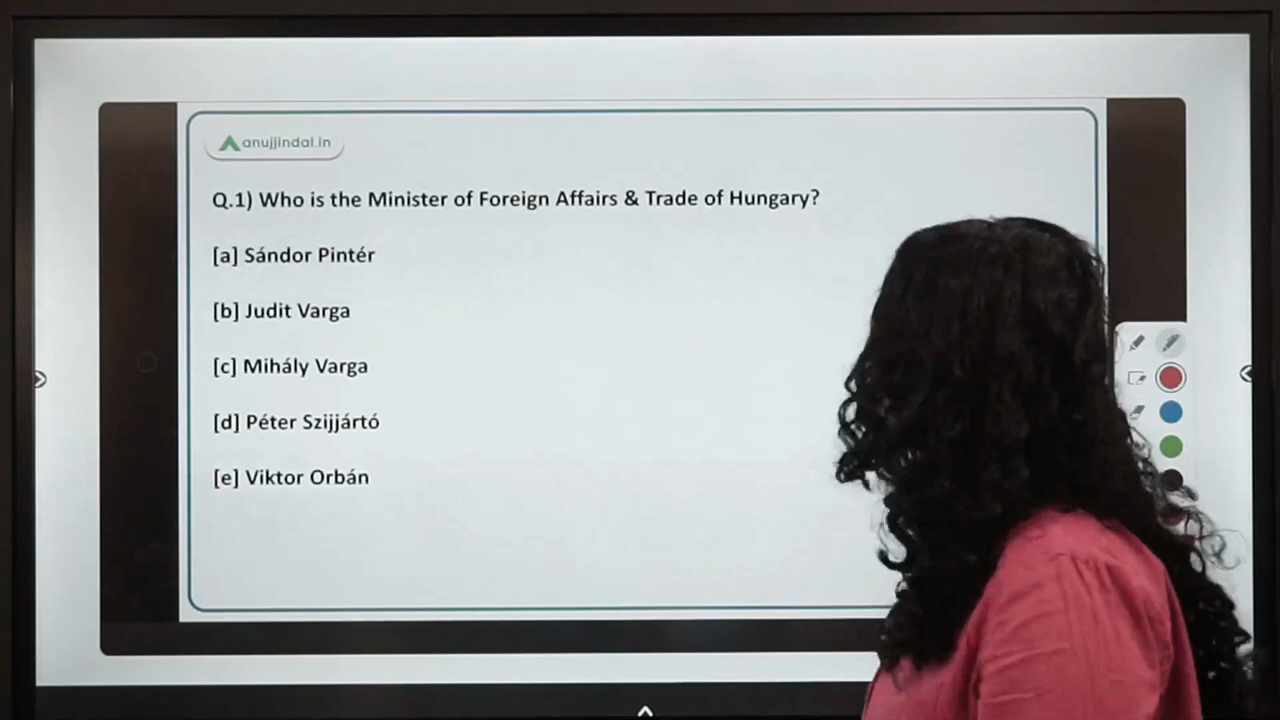 anujjindal.in
Q.1) Who is the Minister of Foreign Affairs & Trade of Hungary?
[a] Sándor Pintér
[b] Judit Varga
[c] Mihály Varga
[d] Péter Szijjártó
[e] Viktor Orbán